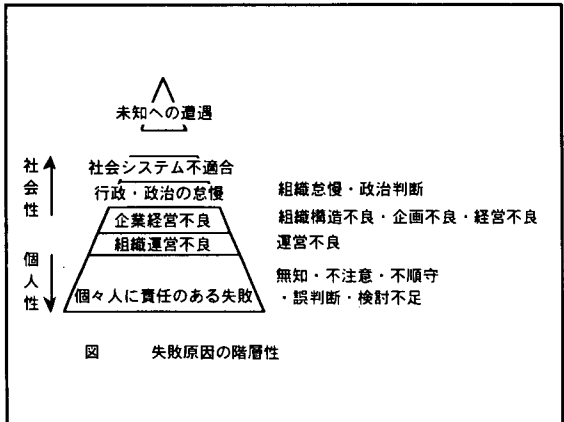 未知への遭遇
社会性
社会システム不適合
行政・政治の怠慢
組織怠慢・政治判断
企業経営不良
組織構造不良・企画不良・経営不良
組織運営不良
運営不良
個人性
個々人に責任のある失敗
無知・不注意・不順守
・誤判断・検討不足
図 失敗原因の階層性